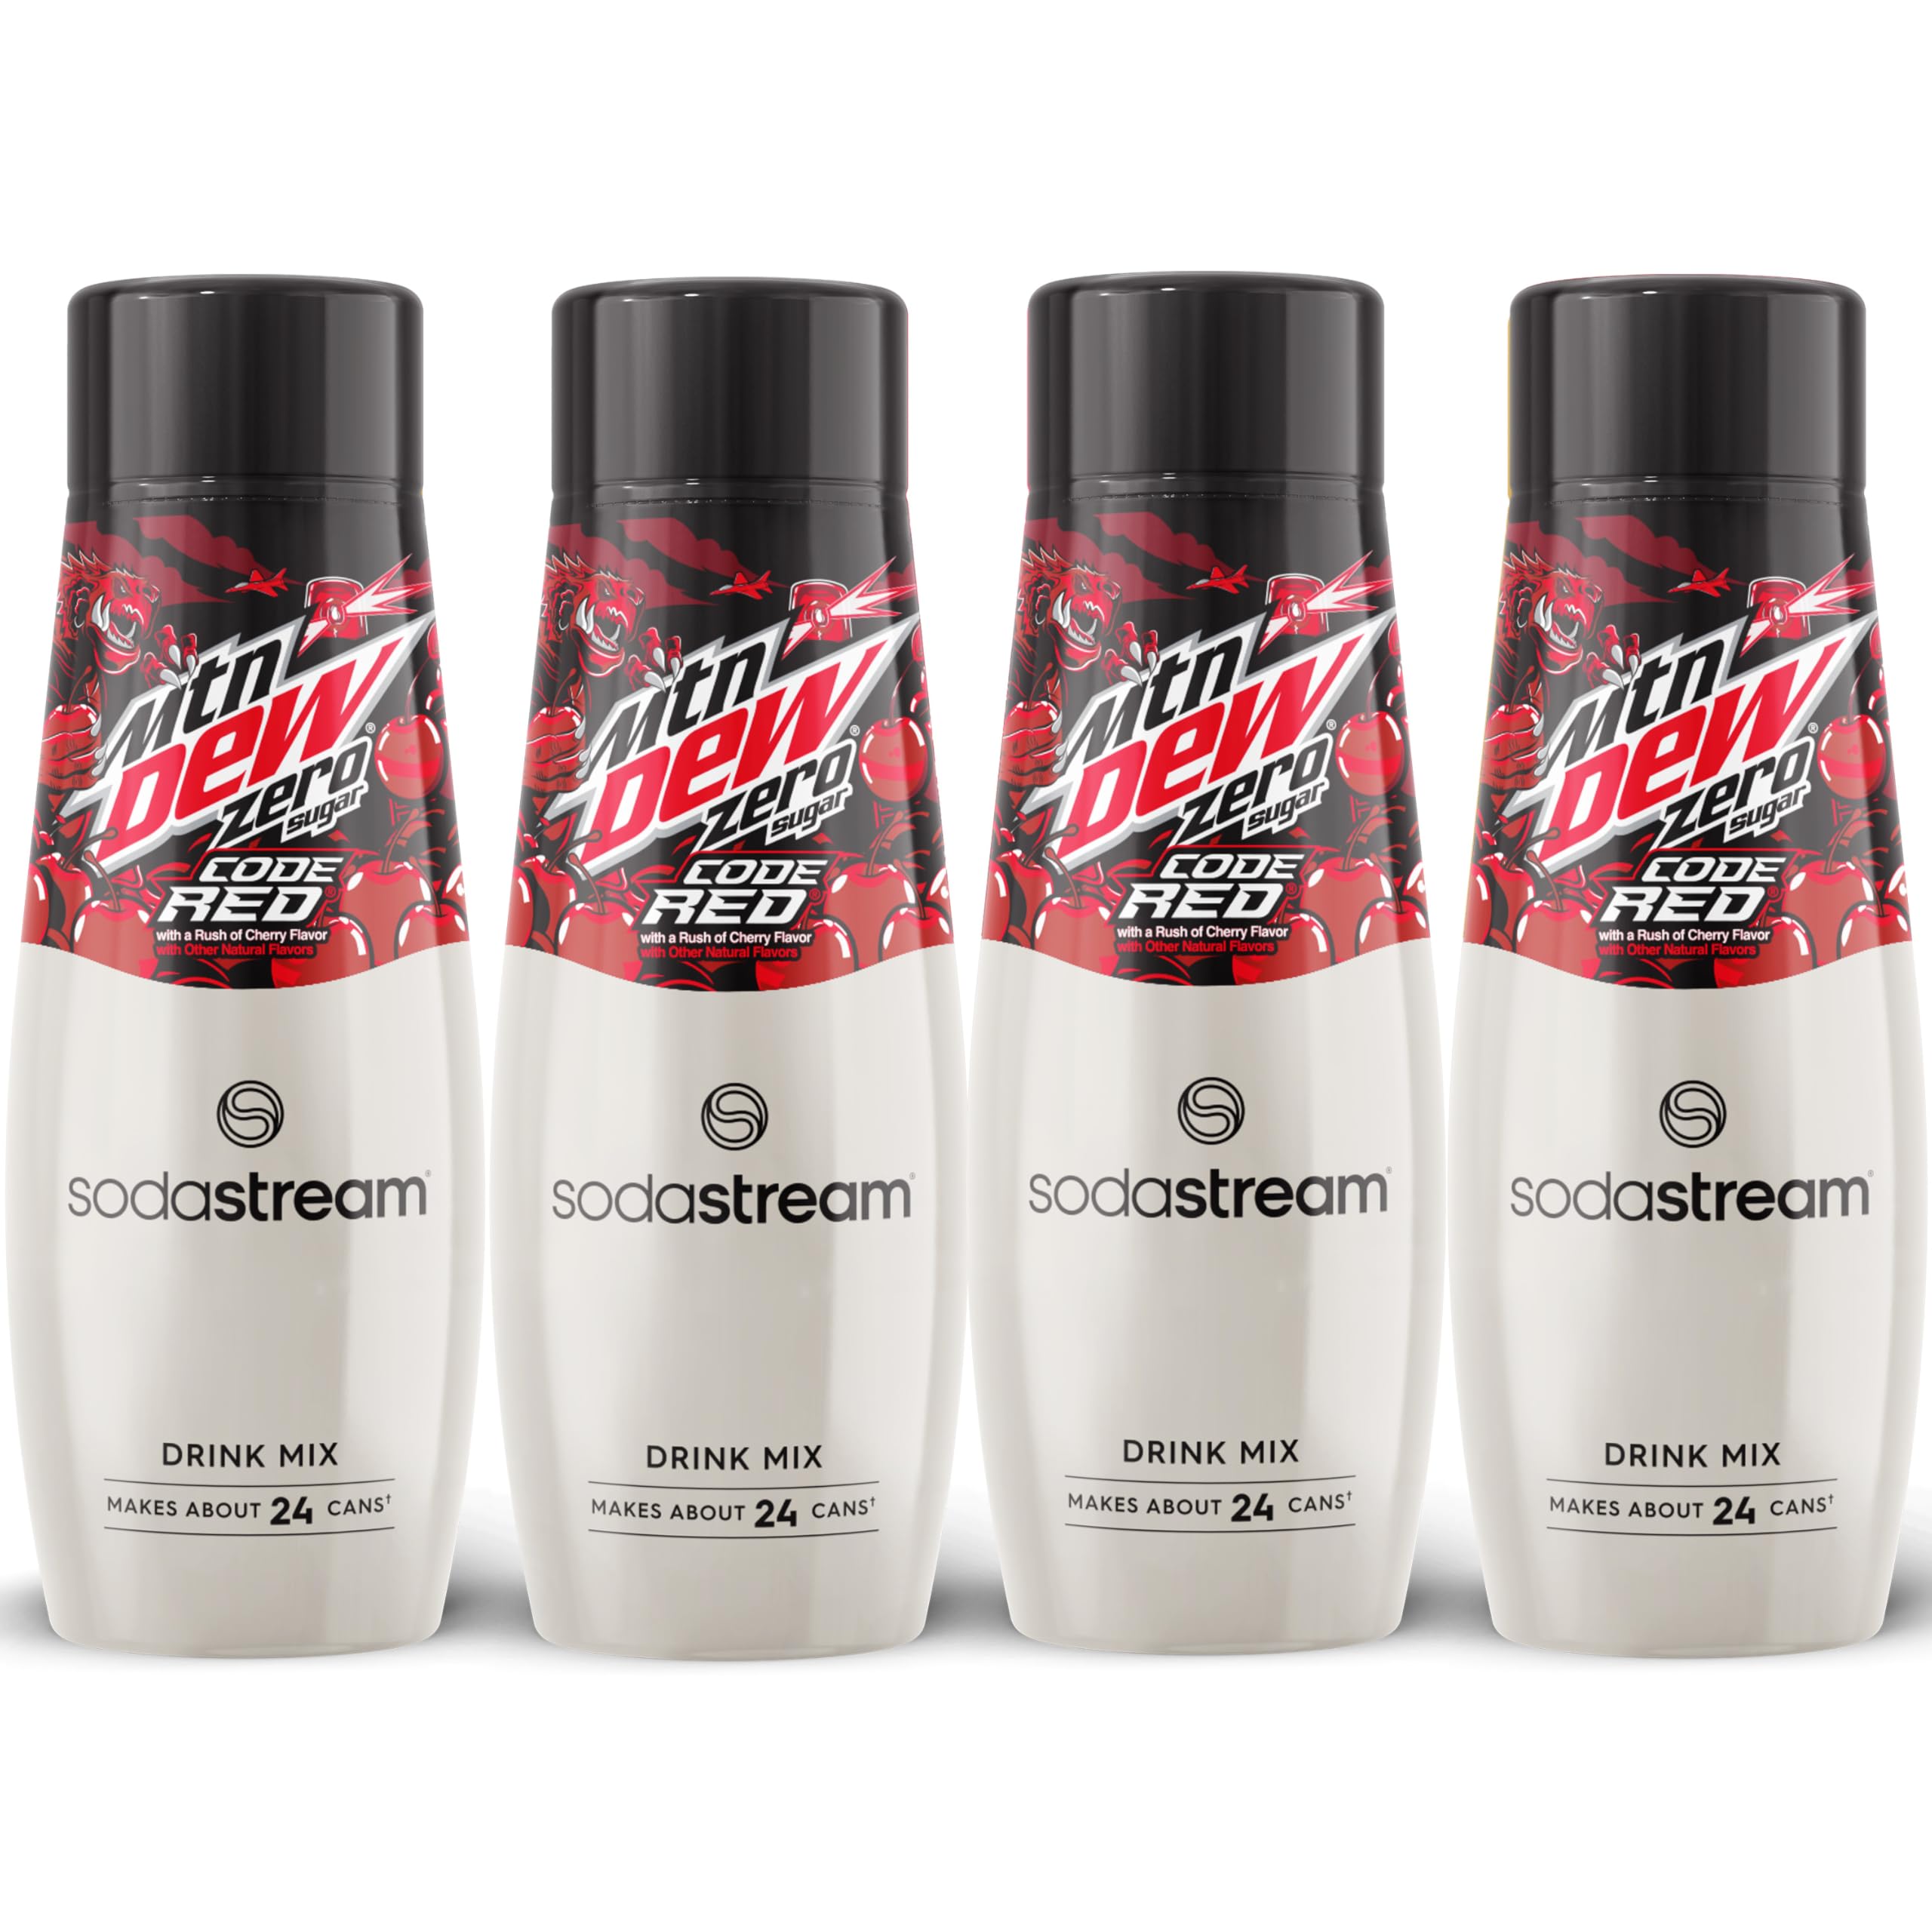 Mtn
Dew®
zero
sugar
CODE
RED®
with a Rush of Cherry Flavor
with Other Natural Flavors
sodastream®
DRINK MIX
MAKES ABOUT 24 CANS†
Mtn
Dew®
zero
sugar
CODE
RED®
with a Rush of Cherry Flavor
with Other Natural Flavors
sodastream®
DRINK MIX
MAKES ABOUT 24 CANS†
Mtn
Dew®
zero
sugar
CODE
RED®
with a Rush of Cherry Flavor
with Other Natural Flavors
sodastream®
DRINK MIX
MAKES ABOUT 24 CANS†
Mtn
Dew®
zero
sugar
CODE
RED®
with a Rush of Cherry Flavor
with Other Natural Flavors
sodastream®
DRINK MIX
MAKES ABOUT 24 CANS†